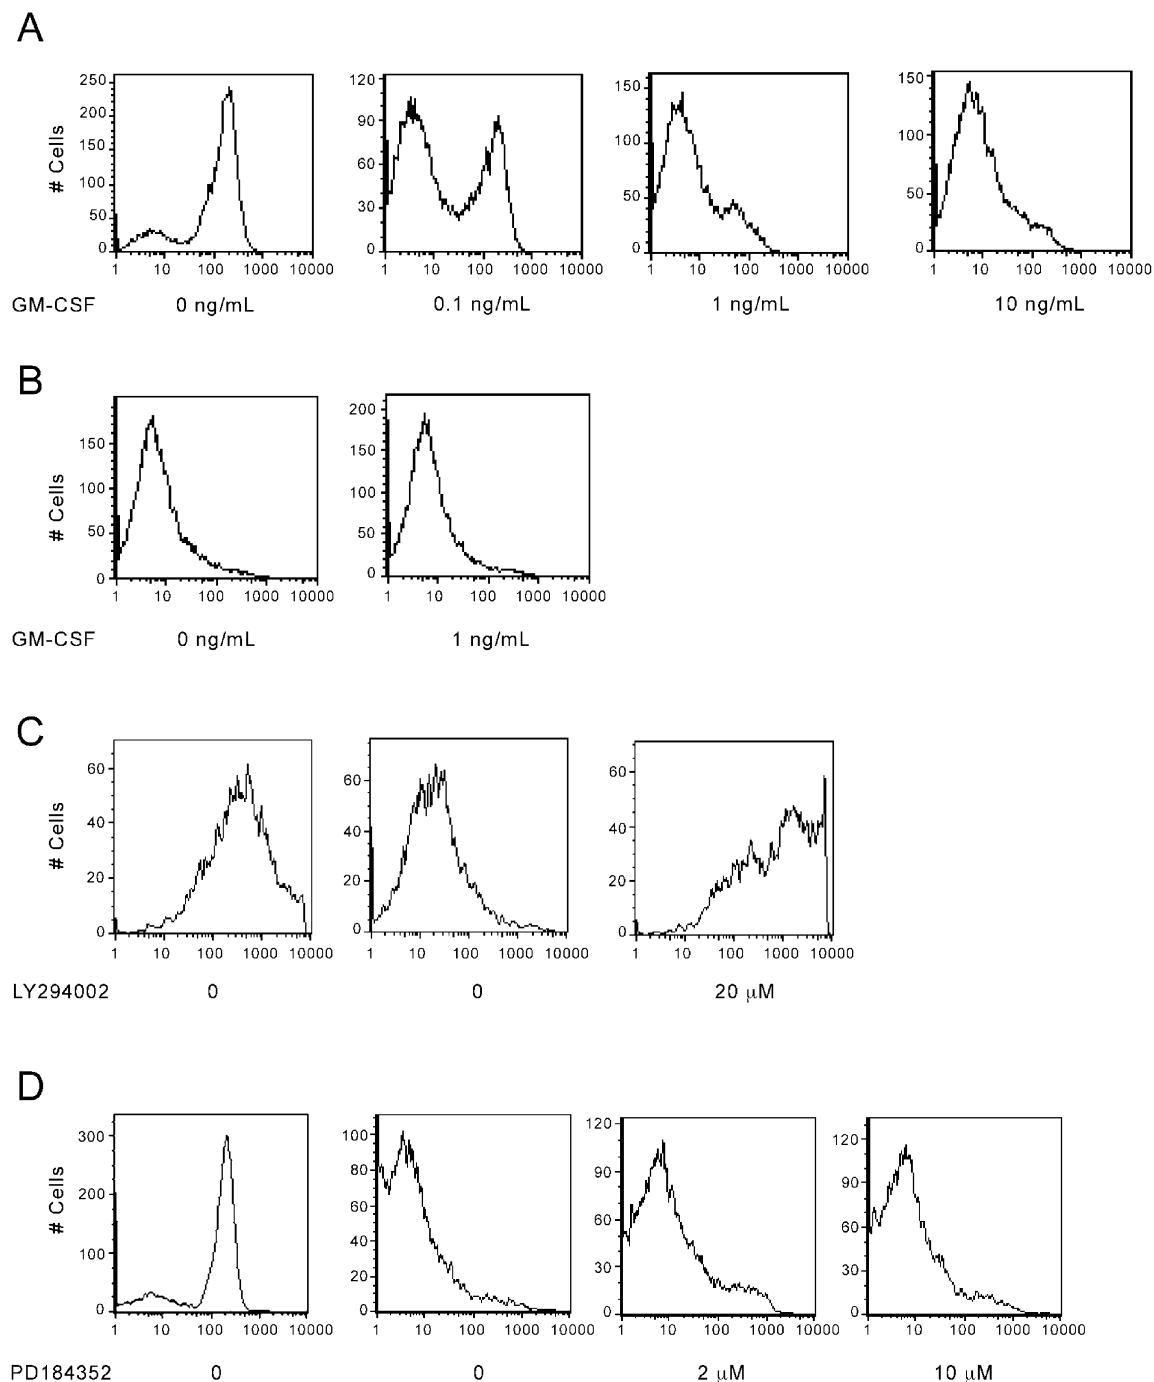 A
250 200 150 100 50 0
120 90 60 30 0
150 100 50 0
150 100 50 0
# Cells
1 10 100 1000 10000
1 10 100 1000 10000
1 10 100 1000 10000
1 10 100 1000 10000
GM-CSF 0 ng/mL 0.1 ng/mL 1 ng/mL 10 ng/mL
B
150 100 50 0
200 150 100 50 0
# Cells
1 10 100 1000 10000
1 10 100 1000 10000
GM-CSF 0 ng/mL 1 ng/mL
C
60 40 20 0
60 40 20 0
60 40 20 0
# Cells
1 10 100 1000 10000
1 10 100 1000 10000
1 10 100 1000 10000
LY294002 0 0 20 μM
D
300 200 100 0
100 80 60 40 20 0
120 90 60 30 0
120 90 60 30 0
# Cells
1 10 100 1000 10000
1 10 100 1000 10000
1 10 100 1000 10000
1 10 100 1000 10000
PD184352 0 0 2 μM 10 μM